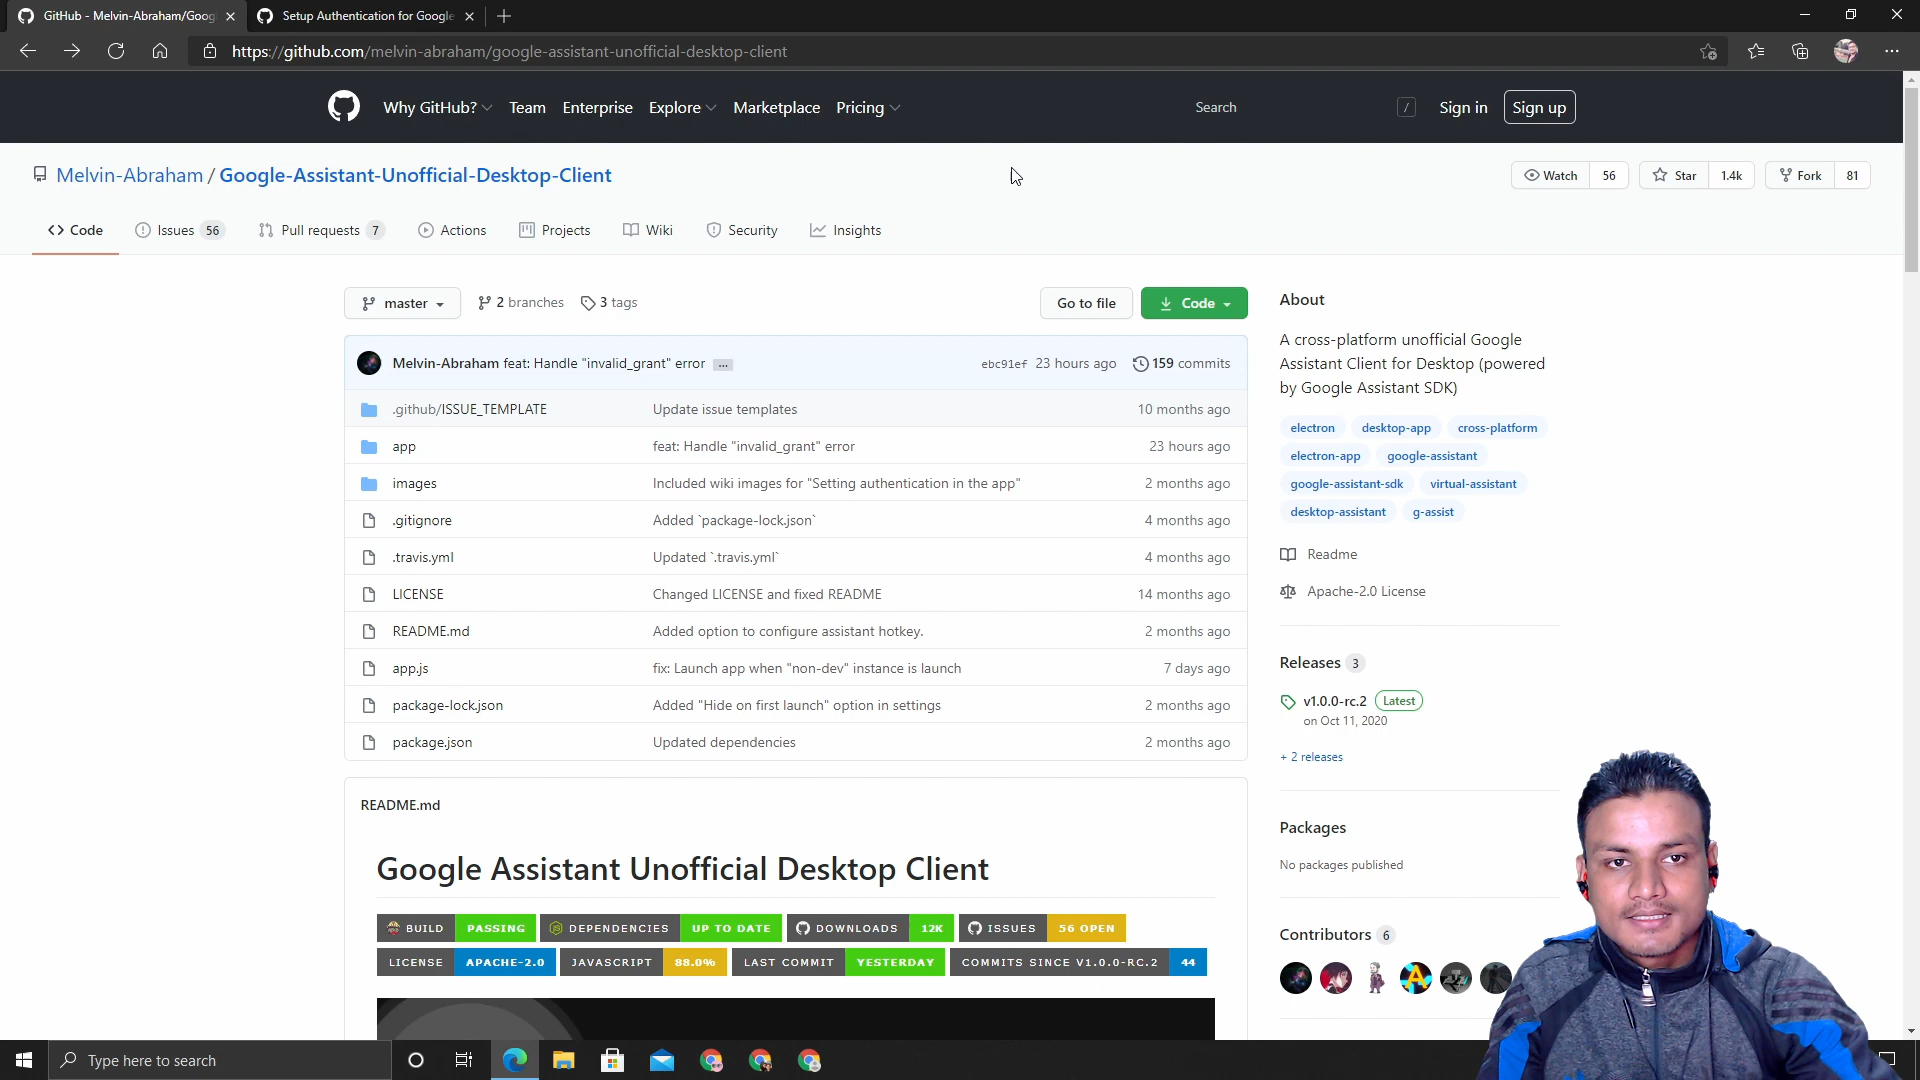 GitHub - Melvin-Abraham/Goog
Setup Authentication for Google
https://github.com/melvin-abraham/google-assistant-unofficial-desktop-client
Why GitHub? Team Enterprise Explore Marketplace Pricing Search / Sign in Sign up
Melvin-Abraham / Google-Assistant-Unofficial-Desktop-Client Watch 56 Star 1.4k Fork 81
Code Issues 56 Pull requests 7 Actions Projects Wiki Security Insights
master 2 branches 3 tags Go to file Code
Melvin-Abraham feat: Handle "invalid_grant" error ... ebc91ef 23 hours ago 159 commits
.github/ISSUE_TEMPLATE Update issue templates 10 months ago
app feat: Handle "invalid_grant" error 23 hours ago
images Included wiki images for "Setting authentication in the app" 2 months ago
.gitignore Added `package-lock.json` 4 months ago
.travis.yml Updated `.travis.yml` 4 months ago
LICENSE Changed LICENSE and fixed README 14 months ago
README.md Added option to configure assistant hotkey. 2 months ago
app.js fix: Launch app when "non-dev" instance is launch 7 days ago
package-lock.json Added "Hide on first launch" option in settings 2 months ago
package.json Updated dependencies 2 months ago
README.md
Google Assistant Unofficial Desktop Client
BUILD PASSING DEPENDENCIES UP TO DATE DOWNLOADS 12K ISSUES 56 OPEN
LICENSE APACHE-2.0 JAVASCRIPT 88.0% LAST COMMIT YESTERDAY COMMITS SINCE V1.0.0-RC.2 44
About
A cross-platform unofficial Google
Assistant Client for Desktop (powered
by Google Assistant SDK)
electron desktop-app cross-platform
electron-app google-assistant
google-assistant-sdk virtual-assistant
desktop-assistant g-assist
Readme
Apache-2.0 License
Releases 3
v1.0.0-rc.2 Latest
on Oct 11, 2020
+ 2 releases
Packages
No packages published
Contributors 6
Type here to search